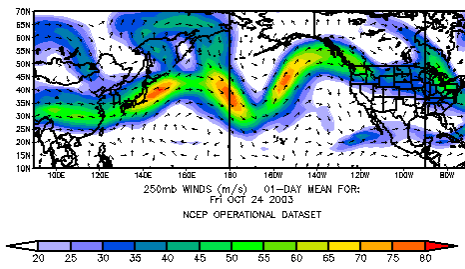 70N
65N
60N
55N
50N
45N
40N
35N
30N
25N
20N
15N
10N
100E 120E 140E 160E 180 160W 140W 120W 100W 80W
250mb WINDS (m/s) 01-DAY MEAN FOR:
Fri OCT 24 2003
NCEP OPERATIONAL DATASET
20 25 30 35 40 45 50 55 60 65 70 75 80